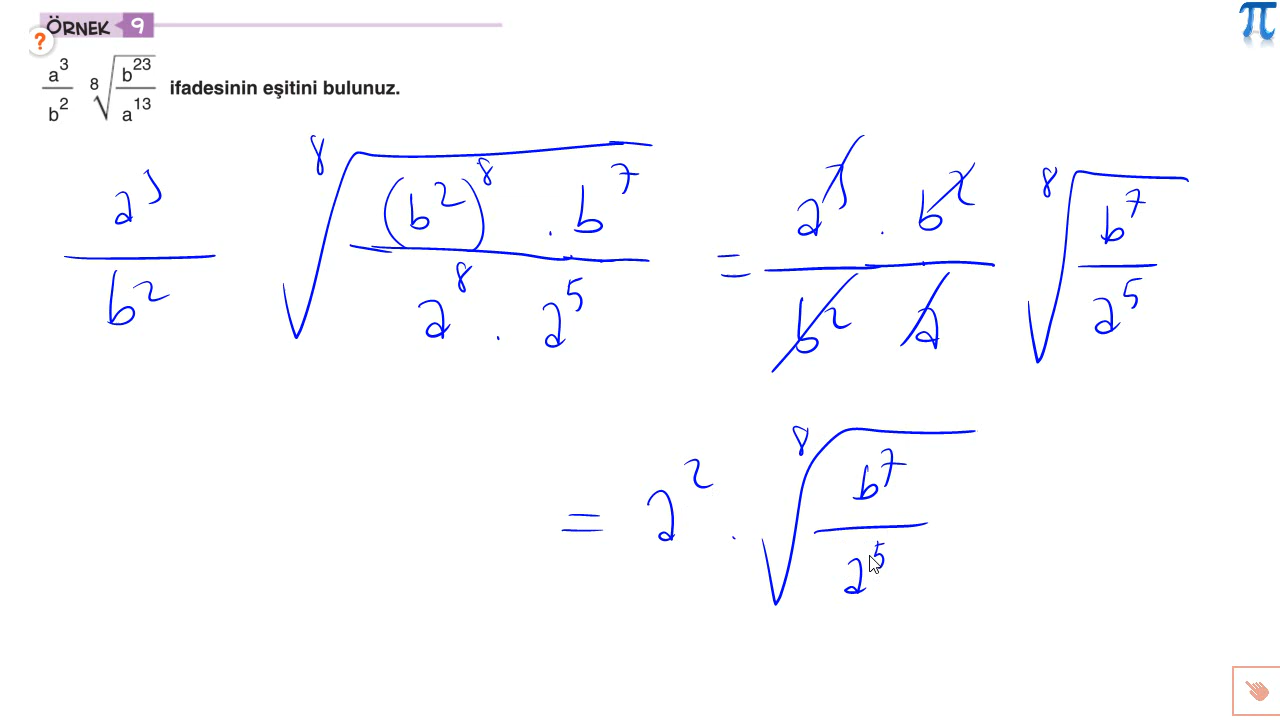 ÖRNEK 9
?
a³/b² ⁸√(b²³/a¹³) ifadesinin eşitini bulunuz.
a³/b² ⁸√((b²)⁸ . b⁷ / a⁸ . a⁵) = a³ . b² / b² a ⁸√(b⁷/a⁵)
= a² . ⁸√(b⁷/a⁵)
π